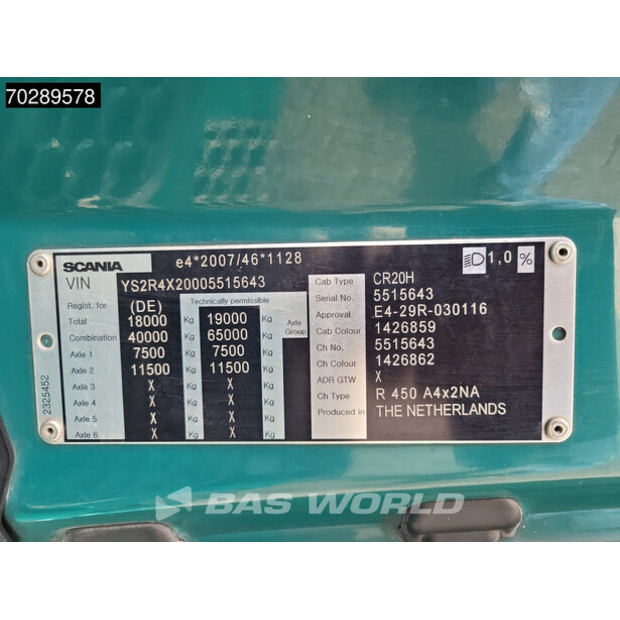 70289578
SCANIA e4*2007/46*1128 1,0 %
VIN YS2R4X20005515643
Regist. for (DE) Technically permissible
Total 18000 Kg 19000 Kg Axle Group
Combination 40000 Kg 65000 Kg
Axle 1 7500 Kg 7500 Kg
Axle 2 11500 Kg 11500 Kg
Axle 3 X Kg X Kg
Axle 4 X Kg X Kg
Axle 5 X Kg X Kg
Axle 6 X Kg X Kg
Cab Type CR20H
Serial No. 5515643
Approval E4-29R-030116
Cab Colour 1426859
Ch No. 5515643
Ch Colour 1426862
ADR GTW X
Ch Type R 450 A4x2NA
Produced in THE NETHERLANDS
2325452
BAS WORLD